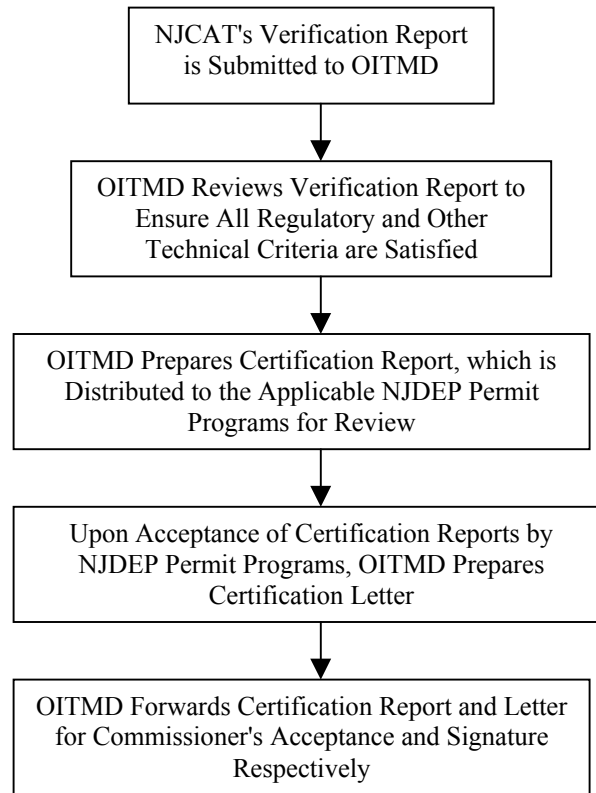 NJCAT's Verification Report
is Submitted to OITMD
OITMD Reviews Verification Report to
Ensure All Regulatory and Other
Technical Criteria are Satisfied
OITMD Prepares Certification Report, which is
Distributed to the Applicable NJDEP Permit
Programs for Review
Upon Acceptance of Certification Reports by
NJDEP Permit Programs, OITMD Prepares
Certification Letter
OITMD Forwards Certification Report and Letter
for Commissioner's Acceptance and Signature
Respectively